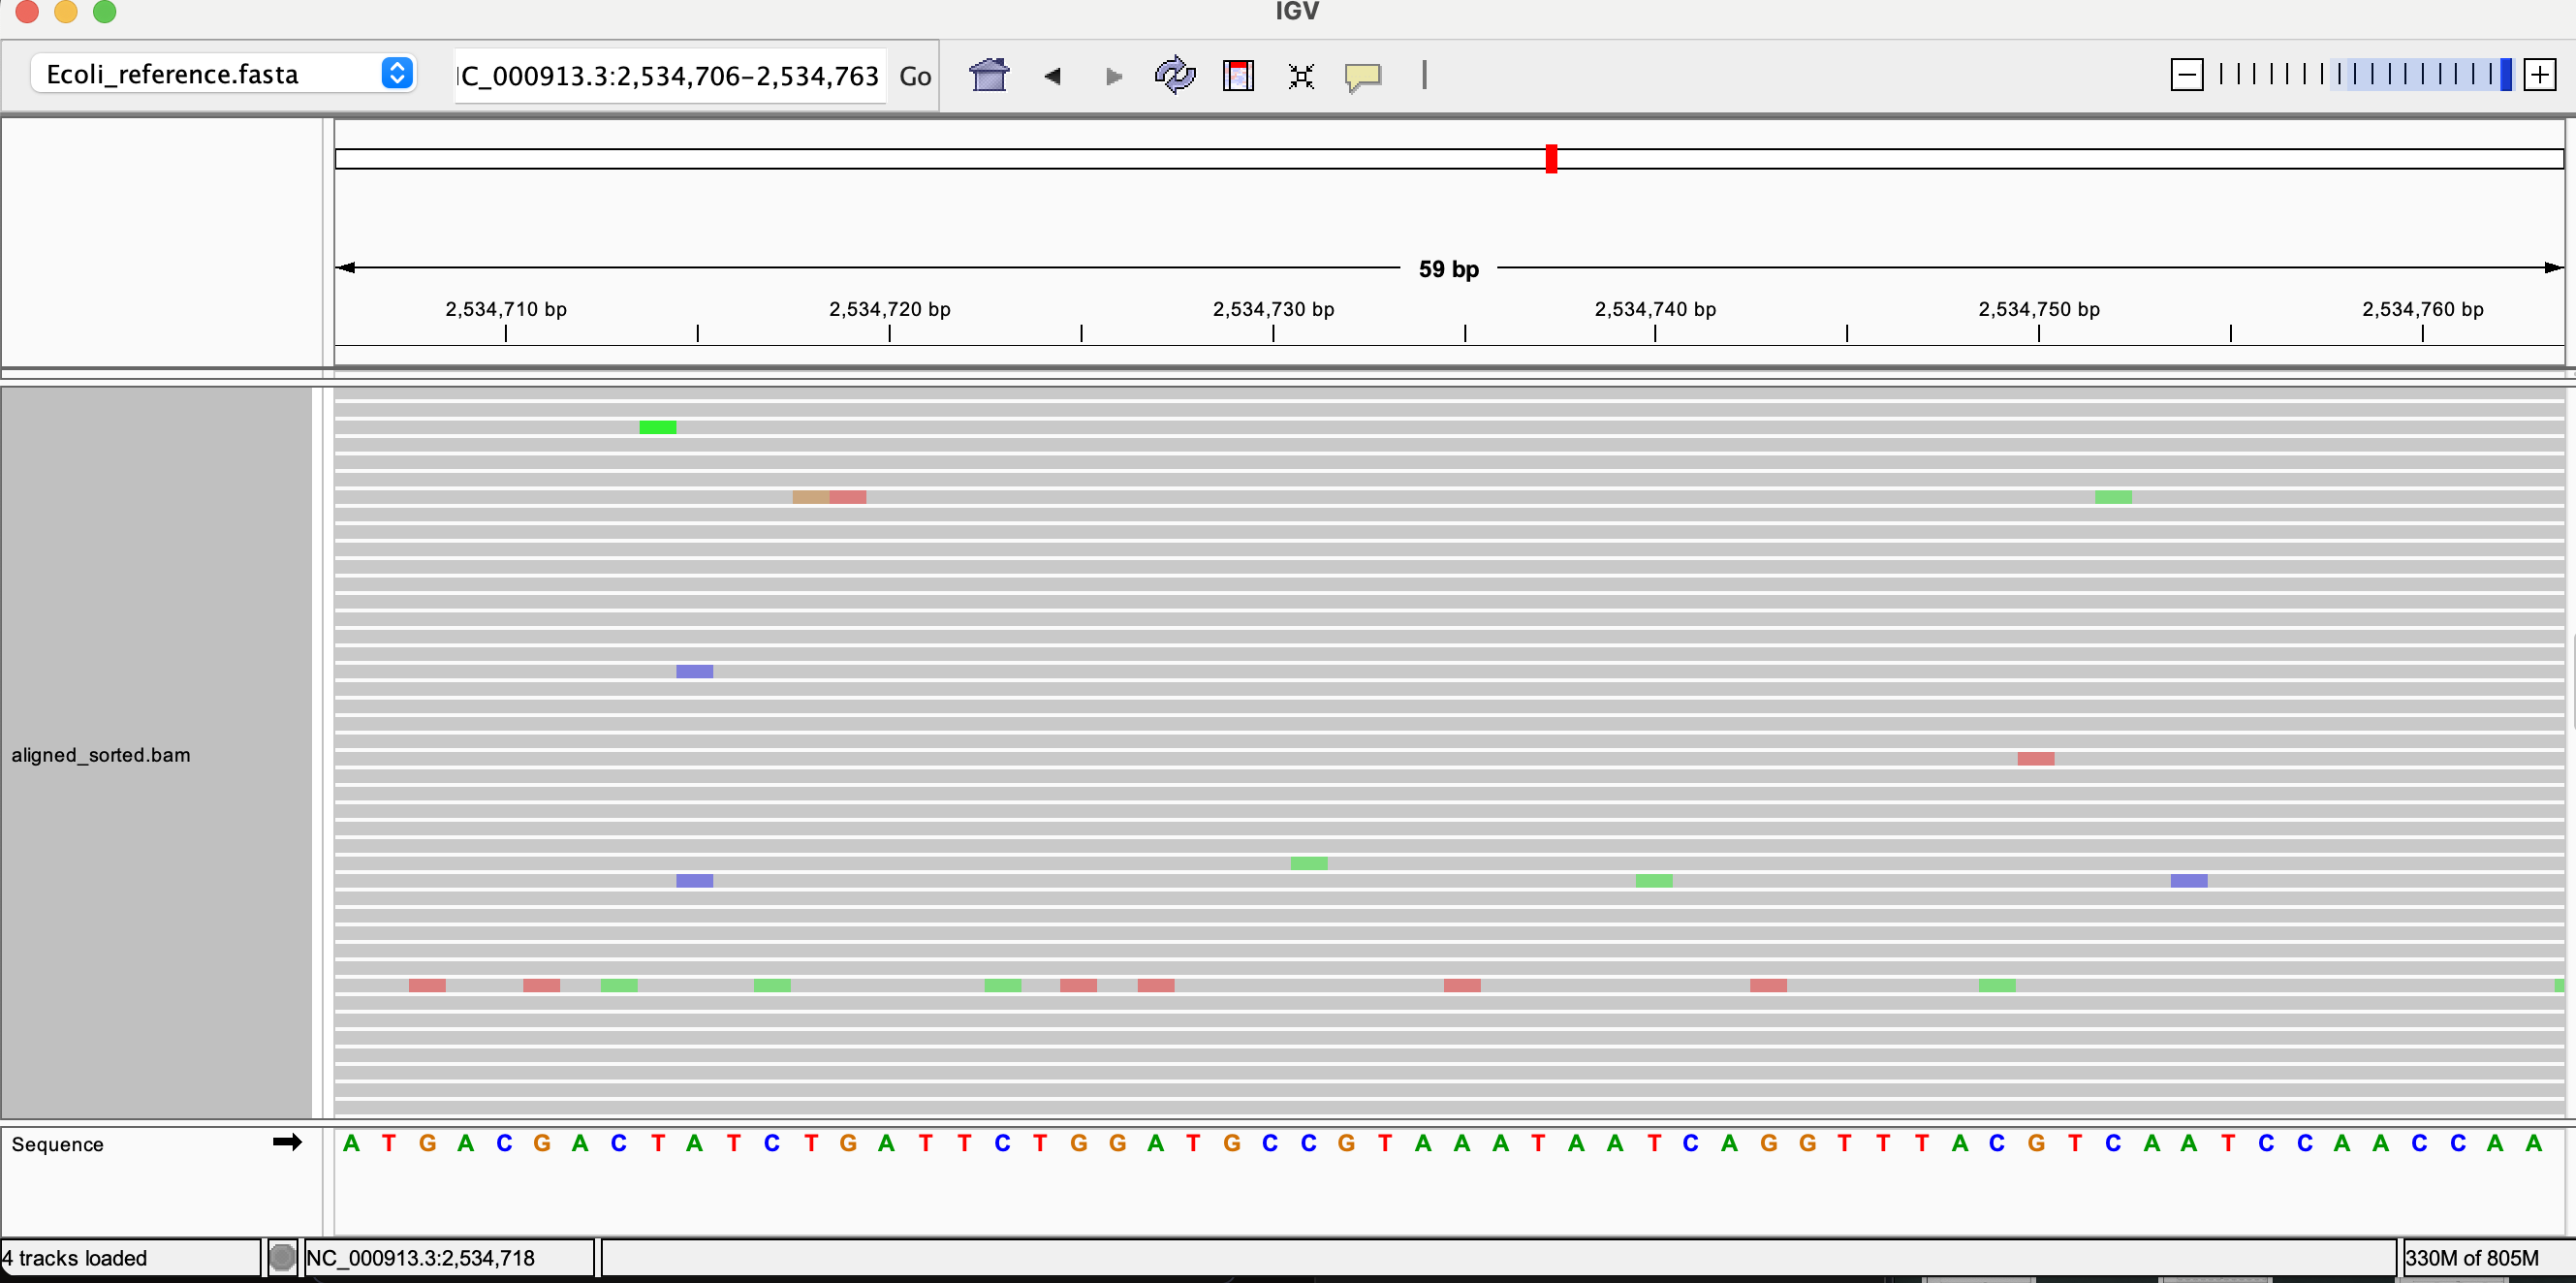 IGV
Ecoli_reference.fasta
C_000913.3:2,534,706-2,534,763 Go
59 bp
2,534,710 bp 2,534,720 bp 2,534,730 bp 2,534,740 bp 2,534,750 bp 2,534,760 bp
aligned_sorted.bam
Sequence A T G A C G A C T A T C T G A T T C T G G A T G C C G T A A A T A A T C A G G T T T A C G T C A A T C C A A C C A A
4 tracks loaded NC_000913.3:2,534,718 330M of 805M